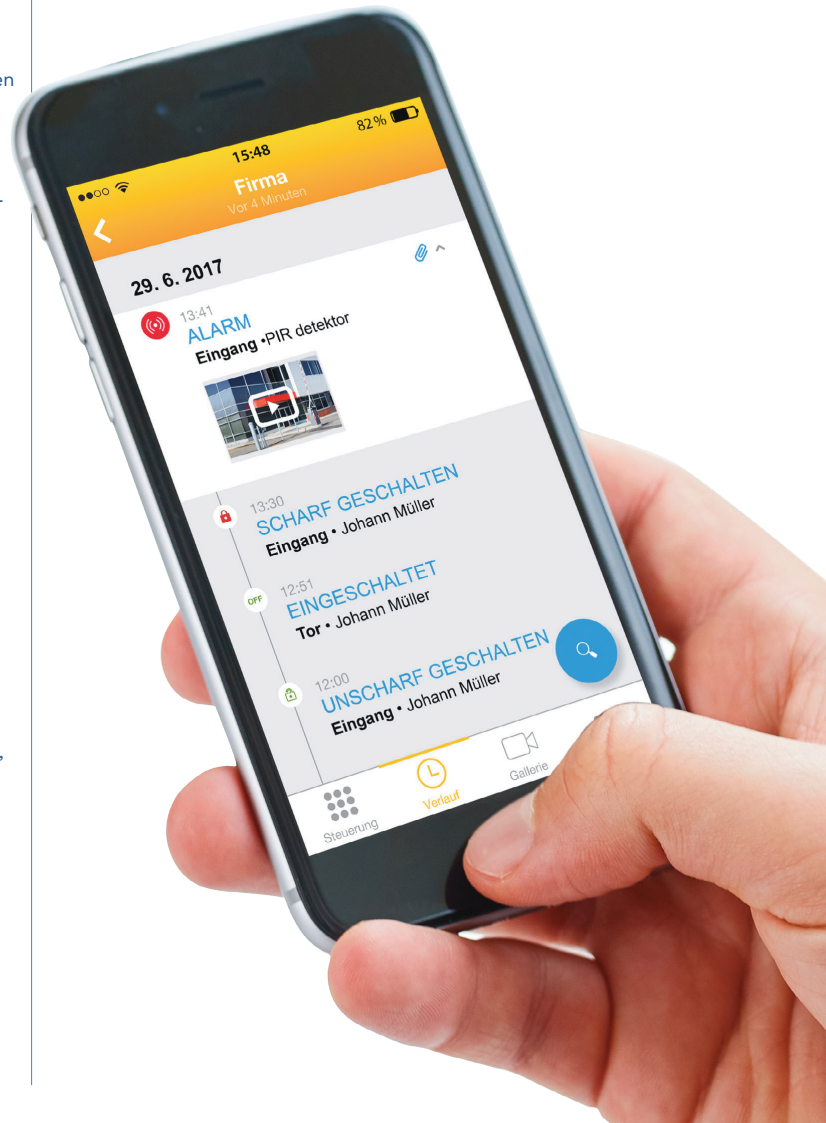 en
-
,
15:48
82%
Firma
Vor 4 Minuten
29. 6. 2017
13:41
ALARM
Eingang •PIR detektor
13:30
SCHARF GESCHALTEN
Eingang • Johann Müller
OFF
12:51
EINGESCHALTET
Tor • Johann Müller
12:00
UNSCHARF GESCHALTEN
Eingang • Johann Müller
Steuerung
Verlauf
Gallerie